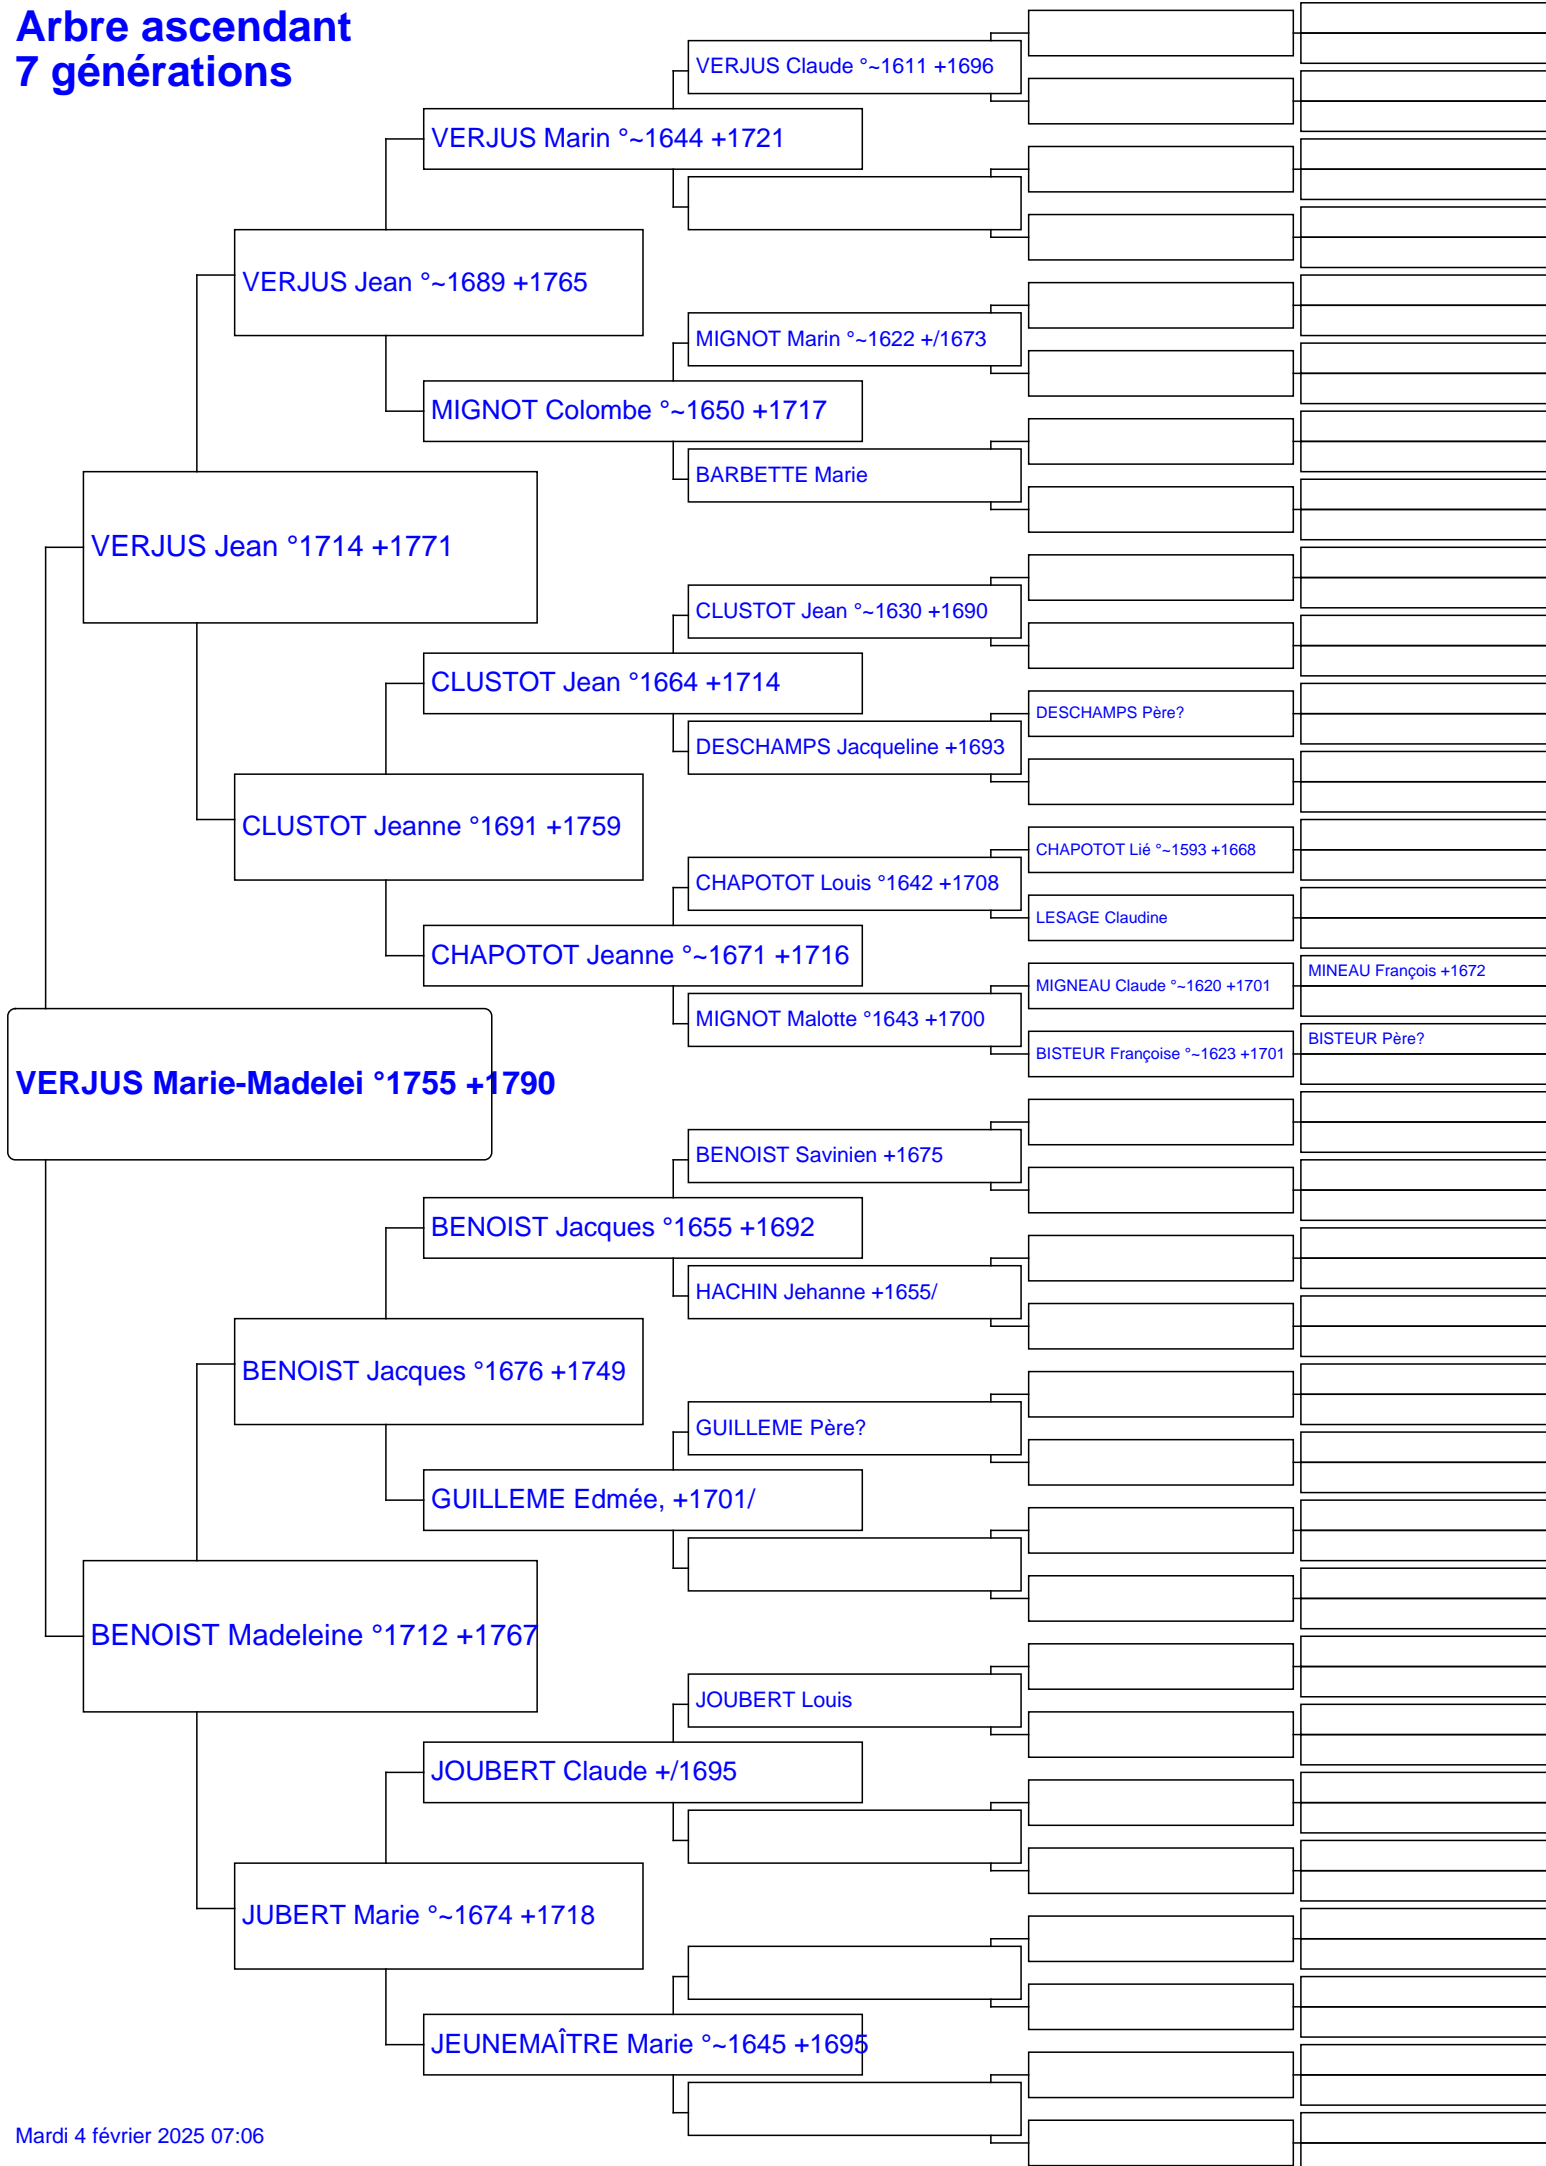 Arbre ascendant
7 générations
VERJUS Claude °~1611 +1696
VERJUS Marin °~1644 +1721
VERJUS Jean °~1689 +1765
MIGNOT Marin °~1622 +/1673
MIGNOT Colombe °~1650 +1717
BARBETTE Marie
VERJUS Jean °1714 +1771
CLUSTOT Jean °~1630 +1690
CLUSTOT Jean °1664 +1714
DESCHAMPS Père?
DESCHAMPS Jacqueline +1693
CLUSTOT Jeanne °1691 +1759
CHAPOTOT Lié °~1593 +1668
CHAPOTOT Louis °1642 +1708
LESAGE Claudine
CHAPOTOT Jeanne °~1671 +1716
MINEAU François +1672
MIGNEAU Claude °~1620 +1701
MIGNOT Malotte °1643 +1700
BISTEUR Père?
BISTEUR Françoise °~1623 +1701
VERJUS Marie-Madelei °1755 +1790
BENOIST Savinien +1675
BENOIST Jacques °1655 +1692
HACHIN Jehanne +1655/
BENOIST Jacques °1676 +1749
GUILLEME Père?
GUILLEME Edmée, +1701/
BENOIST Madeleine °1712 +1767
JOUBERT Louis
JOUBERT Claude +/1695
JUBERT Marie °~1674 +1718
JEUNEMAÎTRE Marie °~1645 +1695
Mardi 4 février 2025 07:06